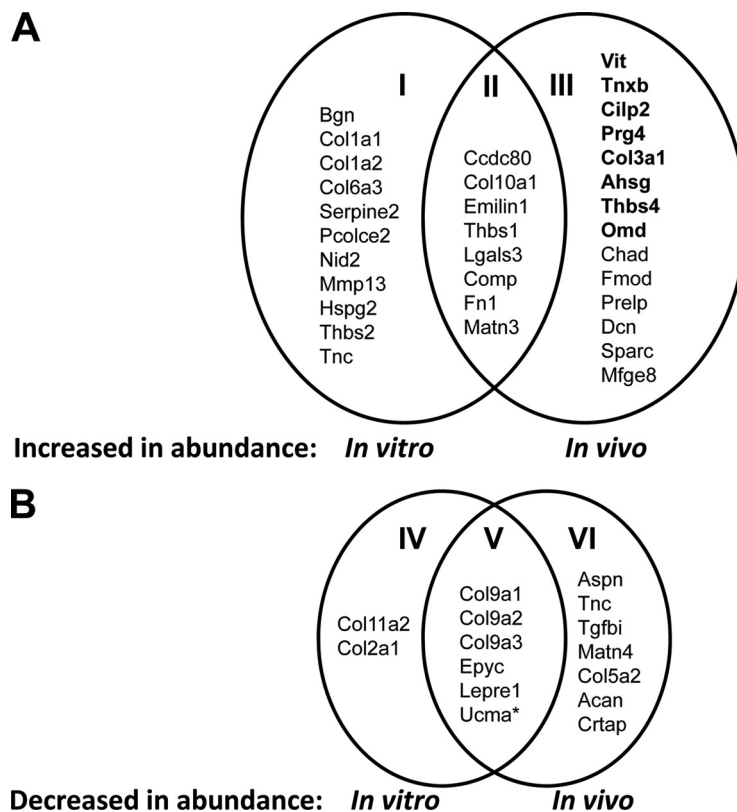 A
I
II
III
Bgn
Col1a1
Col1a2
Col6a3
Serpine2
Pcolce2
Nid2
Mmp13
Hspg2
Thbs2
Tnc
Ccdc80
Col10a1
Emilin1
Thbs1
Lgals3
Comp
Fn1
Matn3
Vit
Tnxb
Cilp2
Prg4
Col3a1
Ahsg
Thbs4
Omd
Chad
Fmod
Prelp
Dcn
Sparc
Mfge8
Increased in abundance: In vitro In vivo
B
IV
V
VI
Col11a2
Col2a1
Col9a1
Col9a2
Col9a3
Epyc
Lepre1
Ucma*
Aspn
Tnc
Tgfbi
Matn4
Col5a2
Acan
Crtap
Decreased in abundance: In vitro In vivo